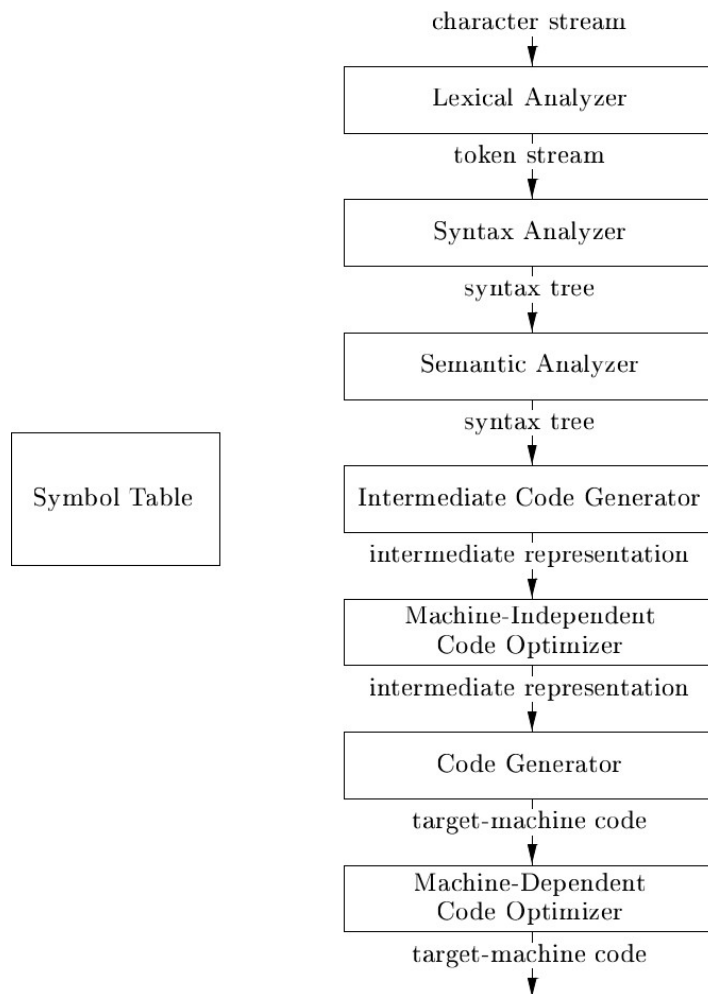 character stream
Lexical Analyzer
token stream
Syntax Analyzer
syntax tree
Semantic Analyzer
syntax tree
Symbol Table
Intermediate Code Generator
intermediate representation
Machine-Independent
Code Optimizer
intermediate representation
Code Generator
target-machine code
Machine-Dependent
Code Optimizer
target-machine code